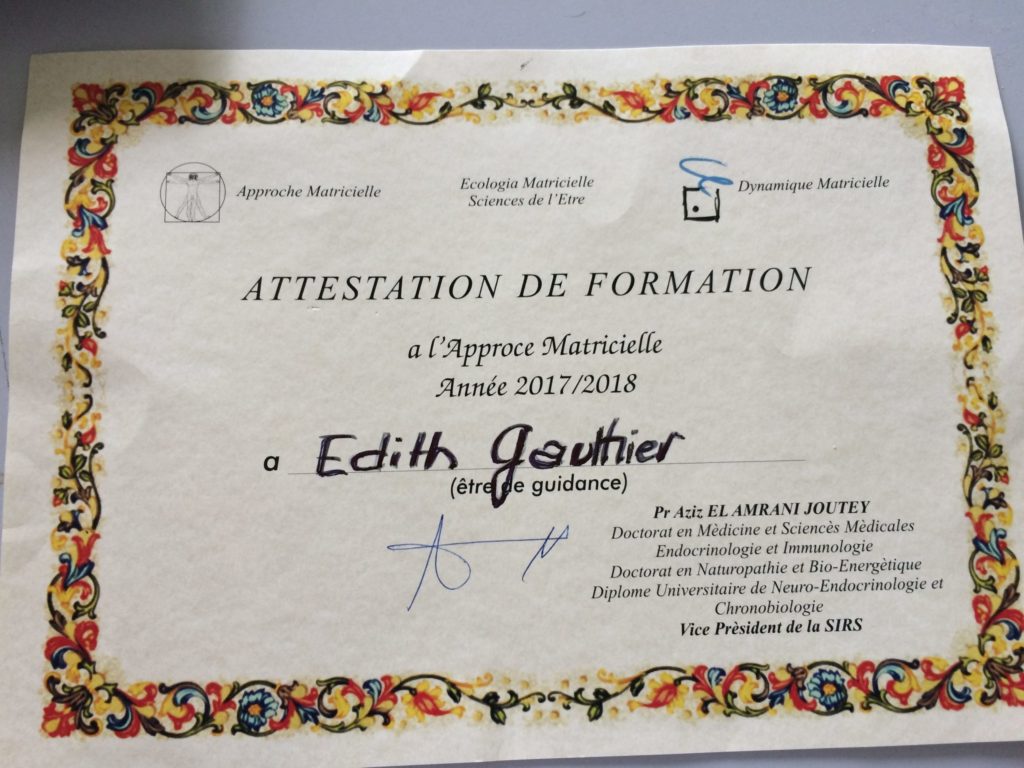 Approche Matricielle
Ecologia Matricielle
Sciences de l'Etre
Dynamique Matricielle
ATTESTATION DE FORMATION
a l'Approce Matricielle
Année 2017/2018
a Edith Gauthier
(être de guidance)
Pr Aziz EL AMRANI JOUTEY
Doctorat en Mèdicine et Sciencès Mèdicales
Endocrinologie et Immunologie
Doctorat en Naturopathie et Bio-Energètique
Diplome Universitaire de Neuro-Endocrinologie et
Chronobiologie
Vice Prèsident de la SIRS